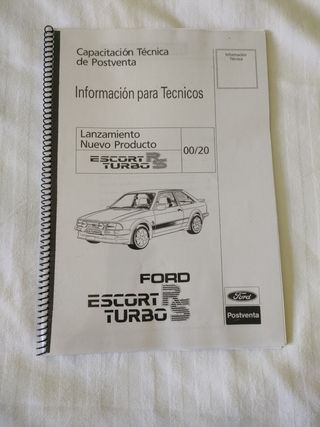 Capacitación Técnica
de Postventa
Información
Técnica
Información para Tecnicos
Lanzamiento
Nuevo Producto
ESCORT RS
TURBO
00/20
FORD
ESCORT RS
TURBO
Ford
Postventa